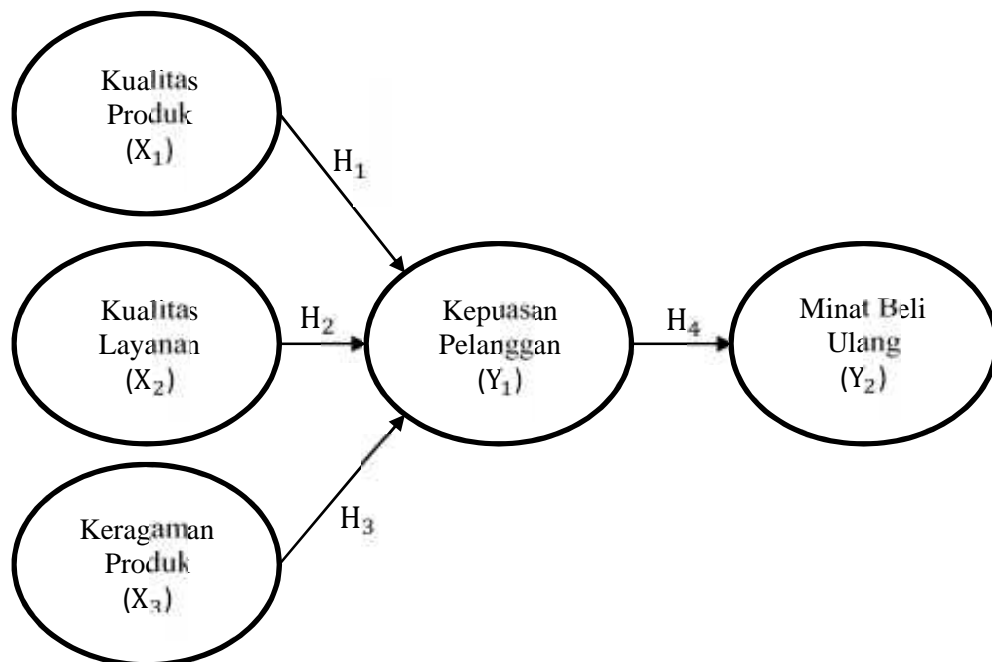 Kualitas
Produk
(X₁)
H₁
Kualitas
Layanan
(X₂)
H₂
Kepuasan
Pelanggan
(Y₁)
H₄
Minat Beli
Ulang
(Y₂)
Keragaman
Produk
(X₃)
H₃